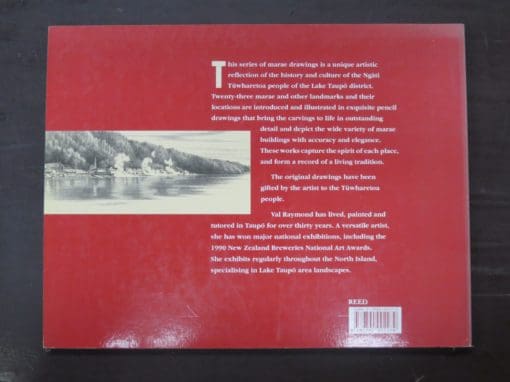 This series of marae drawings is a unique artistic
reflection of the history and culture of the Ngāti
Tūwharetoa people of the Lake Taupō district.
Twenty-three marae and other landmarks and their
locations are introduced and illustrated in exquisite pencil
drawings that bring the carvings to life in outstanding
detail and depict the wide variety of marae
buildings with accuracy and elegance.
These works capture the spirit of each place,
and form a record of a living tradition.
The original drawings have been
gifted by the artist to the Tūwharetoa
people.
Val Raymond has lived, painted and
tutored in Taupō for over thirty years. A versatile artist,
she has won major national exhibitions, including the
1990 New Zealand Breweries National Art Awards.
She exhibits regularly throughout the North Island,
specialising in Lake Taupō area landscapes.
REED